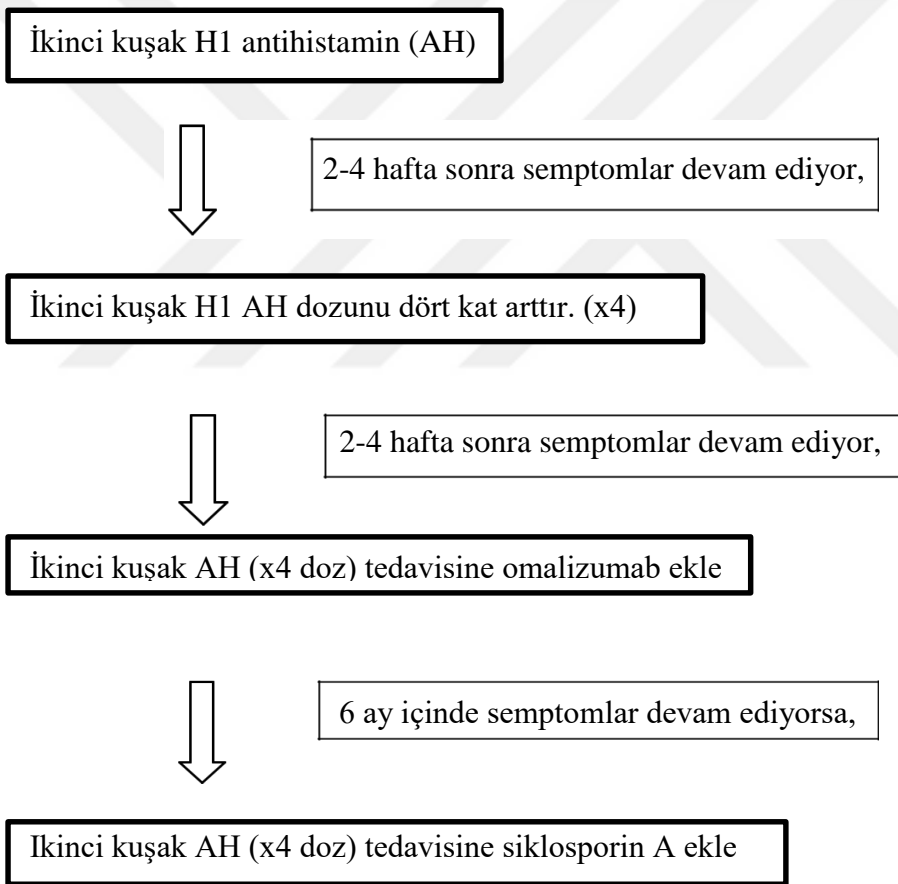 İkinci kuşak H1 antihistamin (AH)
2-4 hafta sonra semptomlar devam ediyor,
İkinci kuşak H1 AH dozunu dört kat arttır. (x4)
2-4 hafta sonra semptomlar devam ediyor,
İkinci kuşak AH (x4 doz) tedavisine omalizumab ekle
6 ay içinde semptomlar devam ediyorsa,
Ikinci kuşak AH (x4 doz) tedavisine siklosporin A ekle